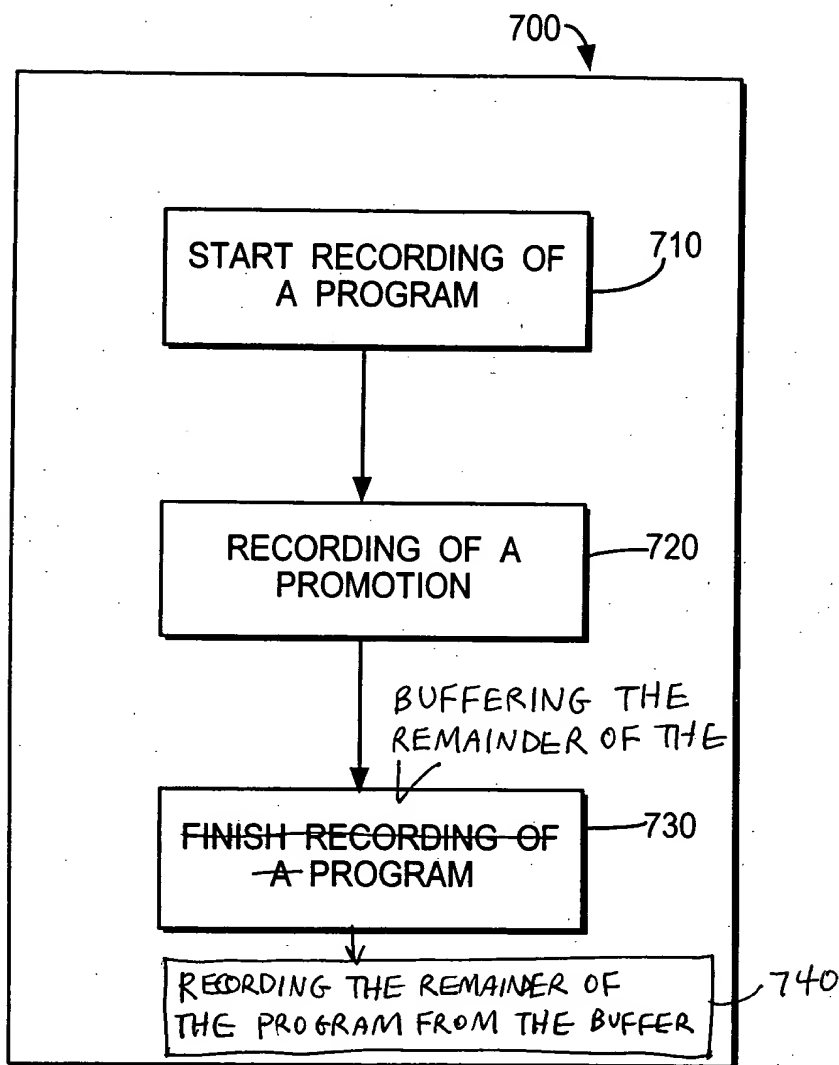 700
START RECORDING OF
A PROGRAM
710
RECORDING OF A
PROMOTION
720
BUFFERING THE
REMAINDER OF THE
FINISH RECORDING OF
A PROGRAM
730
RECORDING THE REMAINDER OF
THE PROGRAM FROM THE BUFFER
740